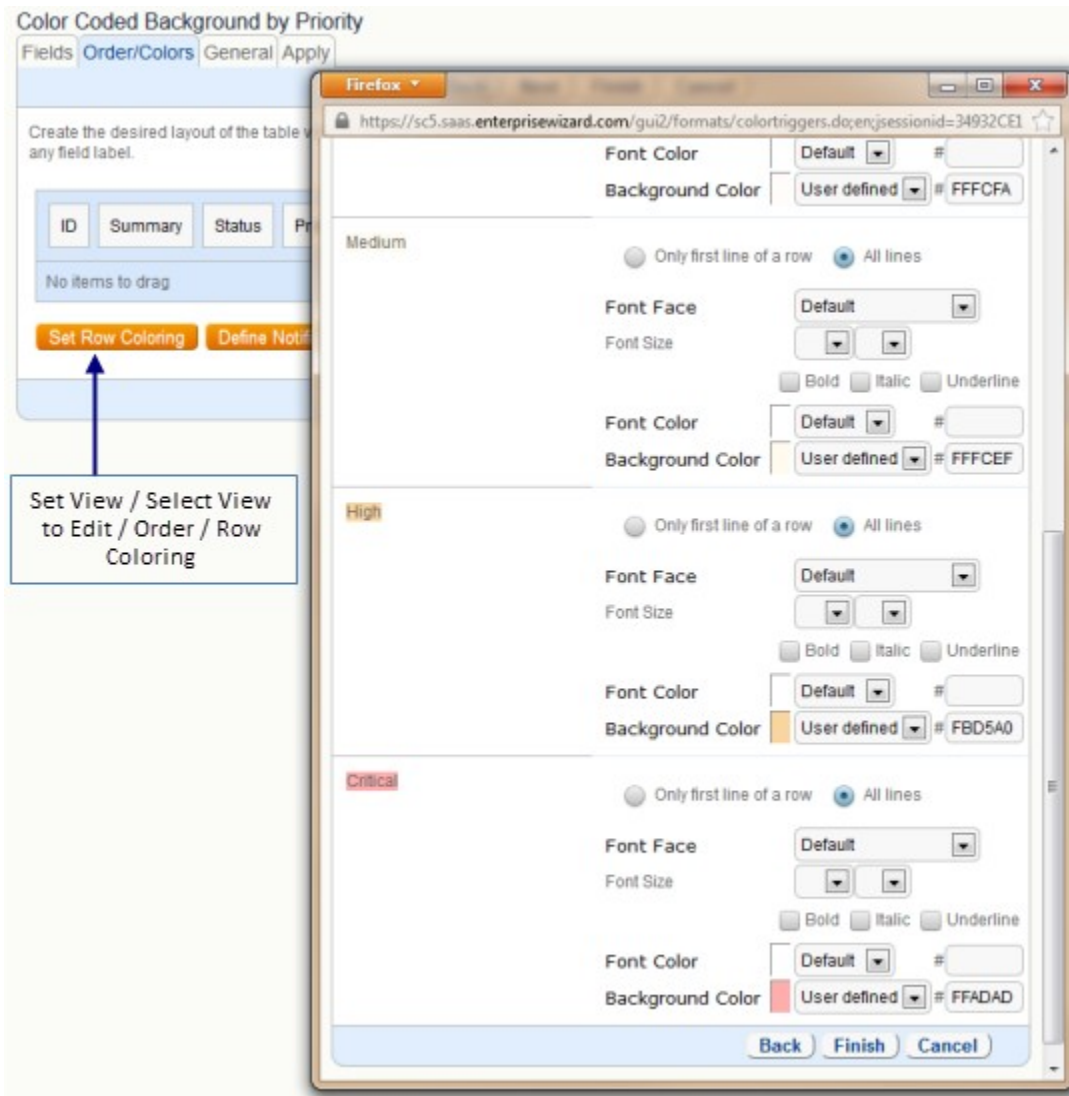 Color Coded Background by Priority
Fields Order/Colors General Apply
Create the desired layout of the table
any field label.
ID Summary Status
No items to drag
Set Row Coloring Define
Set View / Select View
to Edit / Order / Row
Coloring
Firefox
https://sc5.saas.enterprisewizard.com/gui2/formats/colortriggers.do;en;jsessionid=34932CE1
Font Color Default #
Background Color User defined # FFFCFA
Medium
Only first line of a row All lines
Font Face Default
Font Size
Bold Italic Underline
Font Color Default #
Background Color User defined # FFFCEF
High
Only first line of a row All lines
Font Face Default
Font Size
Bold Italic Underline
Font Color Default #
Background Color User defined # FBD5A0
Critical
Only first line of a row All lines
Font Face Default
Font Size
Bold Italic Underline
Font Color Default #
Background Color User defined # FFADAD
Back Finish Cancel